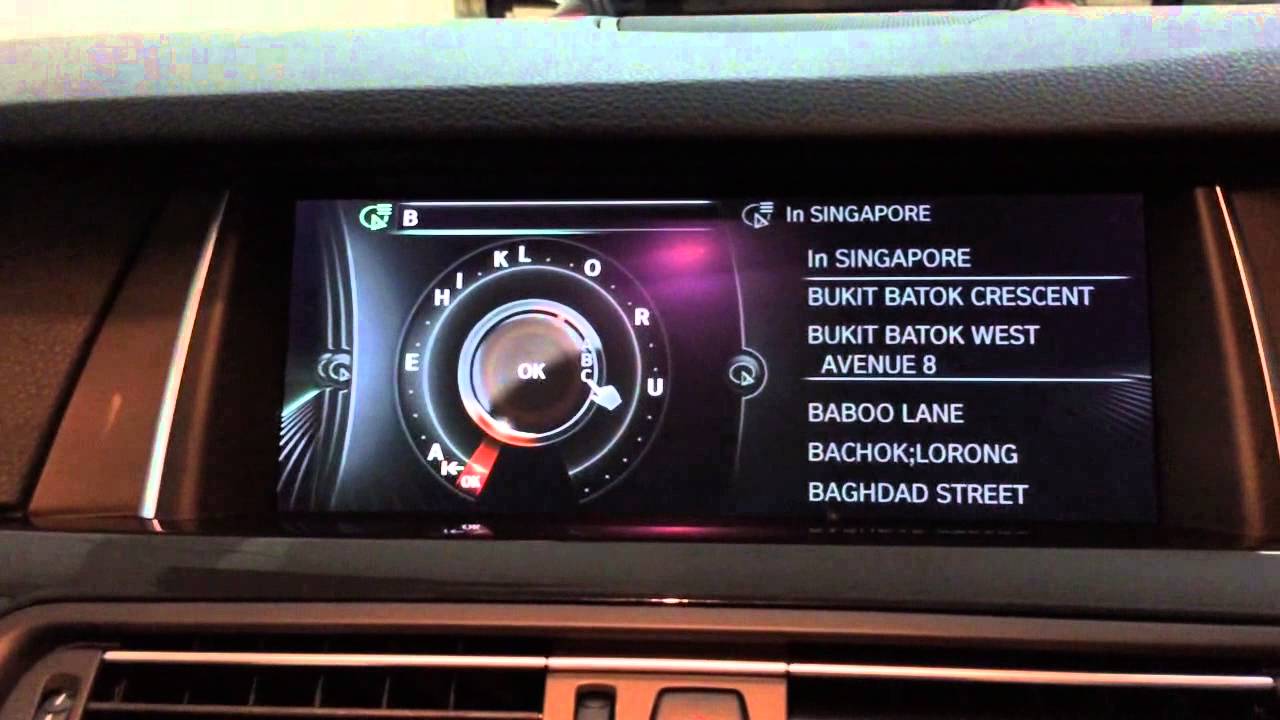 B
In SINGAPORE
A
E
H
I
K
L
O
R
U
OK
A
B
C
OK
In SINGAPORE
BUKIT BATOK CRESCENT
BUKIT BATOK WEST
AVENUE 8
BABOO LANE
BACHOK;LORONG
BAGHDAD STREET